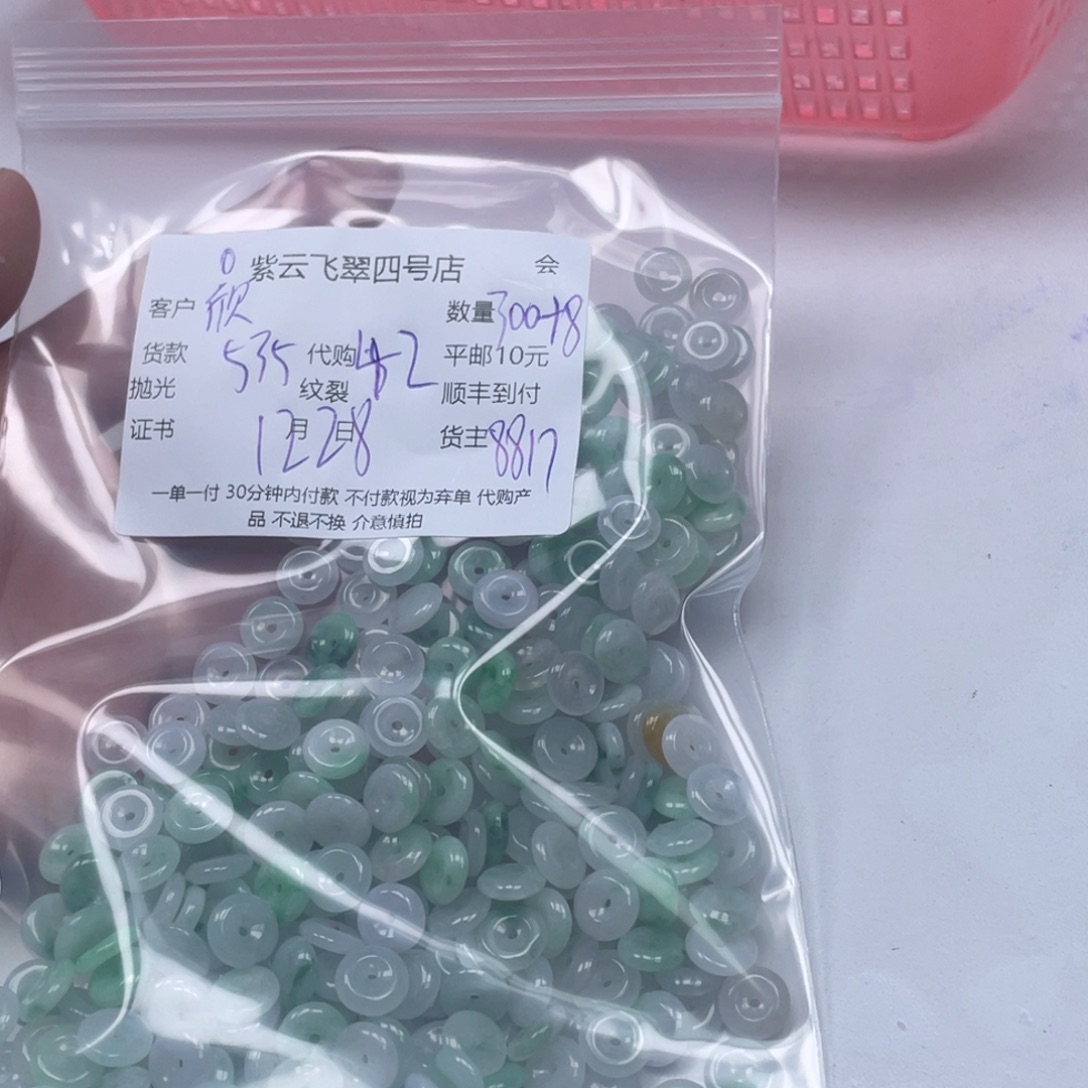 紫云飞翠四号店 会
客户 欣 数量 300+8
货款 535 代购 42 平邮10元
抛光 纹裂 顺丰到付
证书 12月28日 货主 8817
一单一付 30分钟内付款 不付款视为弃单 代购产
品 不退不换 介意慎拍